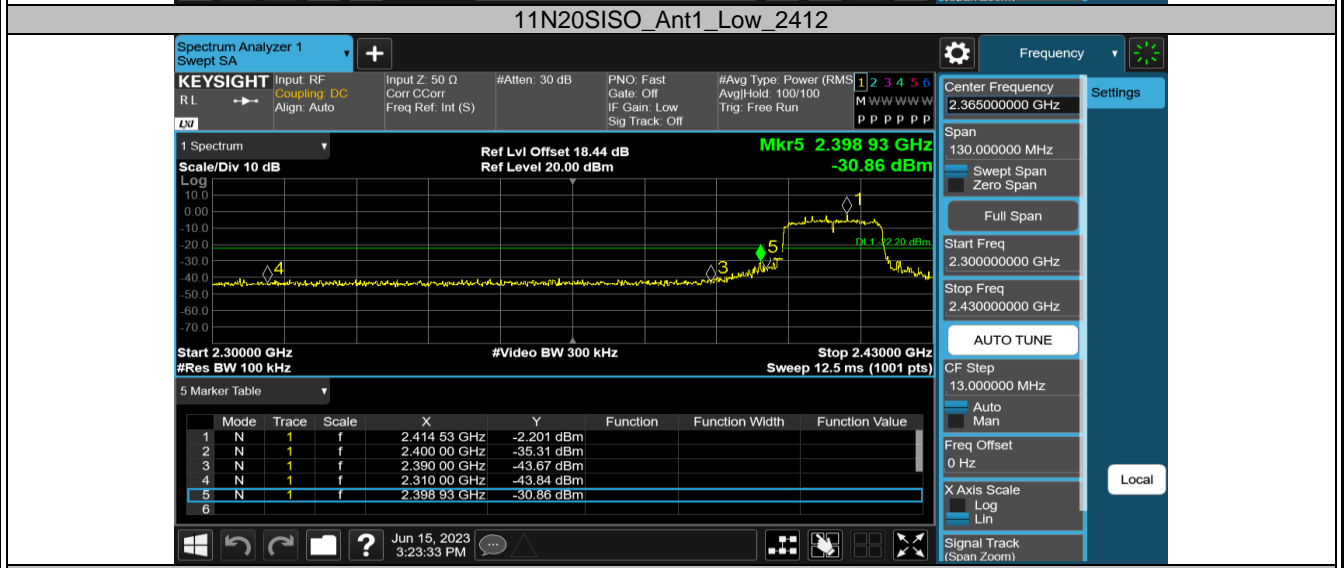 11N20SISO_Ant1_Low_2412
Spectrum Analyzer 1
Swept SA
Frequency
KEYSIGHT
R L
LXI
Input: RF
Coupling: DC
Align: Auto
Input Z: 50 Ω
Corr CCorr
Freq Ref: Int (S)
#Atten: 30 dB
PNO: Fast
Gate: Off
IF Gain: Low
Sig Track: Off
#Avg Type: Power (RMS
Avg|Hold: 100/100
Trig: Free Run
1 2 3 4 5 6
M W W W W W
P P P P P P
1 Spectrum
Scale/Div 10 dB
Ref Lvl Offset 18.44 dB
Ref Level 20.00 dBm
Mkr5 2.398 93 GHz
-30.86 dBm
Log
10.0
0.00
-10.0
-20.0
-30.0
-40.0
-50.0
-60.0
-70.0
1
5
3
4
DL1 -22.20 dBm
Start 2.30000 GHz
#Res BW 100 kHz
#Video BW 300 kHz
Stop 2.43000 GHz
Sweep 12.5 ms (1001 pts)
5 Marker Table
Mode Trace Scale X Y Function Function Width Function Value
1 N 1 f 2.414 53 GHz -2.201 dBm
2 N 1 f 2.400 00 GHz -35.31 dBm
3 N 1 f 2.390 00 GHz -43.67 dBm
4 N 1 f 2.310 00 GHz -43.84 dBm
5 N 1 f 2.398 93 GHz -30.86 dBm
6
Jun 15, 2023
3:23:33 PM
Center Frequency
2.365000000 GHz
Span
130.000000 MHz
Swept Span
Zero Span
Full Span
Start Freq
2.300000000 GHz
Stop Freq
2.430000000 GHz
AUTO TUNE
CF Step
13.000000 MHz
Auto
Man
Freq Offset
0 Hz
X Axis Scale
Log
Lin
Signal Track
(Span Zoom)
Settings
Local